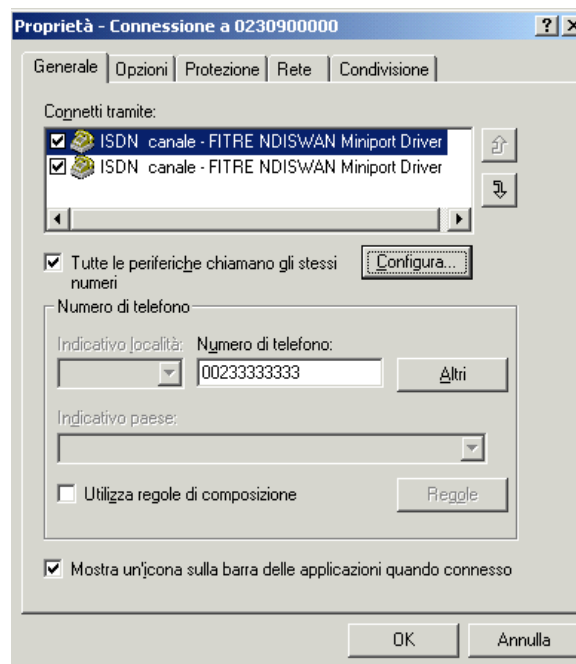 Proprietà - Connessione a 0230900000
Generale Opzioni Protezione Rete Condivisione
Connetti tramite:
ISDN canale - FITRE NDISWAN Miniport Driver
ISDN canale - FITRE NDISWAN Miniport Driver
Tutte le periferiche chiamano gli stessi
numeri
Configura...
Numero di telefono
Indicativo località: Numero di telefono:
00233333333
Altri
Indicativo paese:
Utilizza regole di composizione
Regole
Mostra un'icona sulla barra delle applicazioni quando connesso
OK Annulla